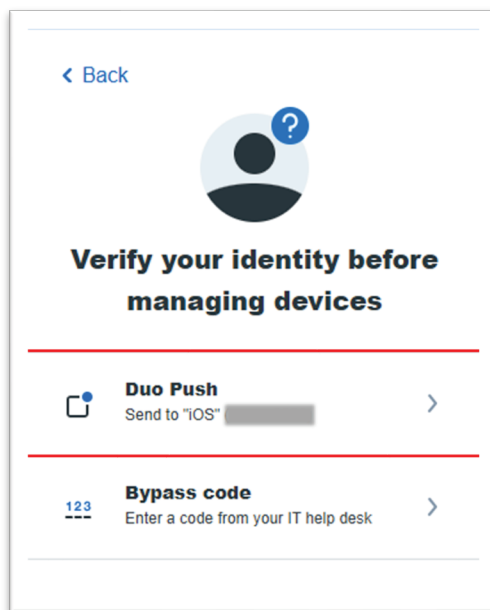 Back
?
Verify your identity before
managing devices
Duo Push
Send to "iOS"
123
Bypass code
Enter a code from your IT help desk